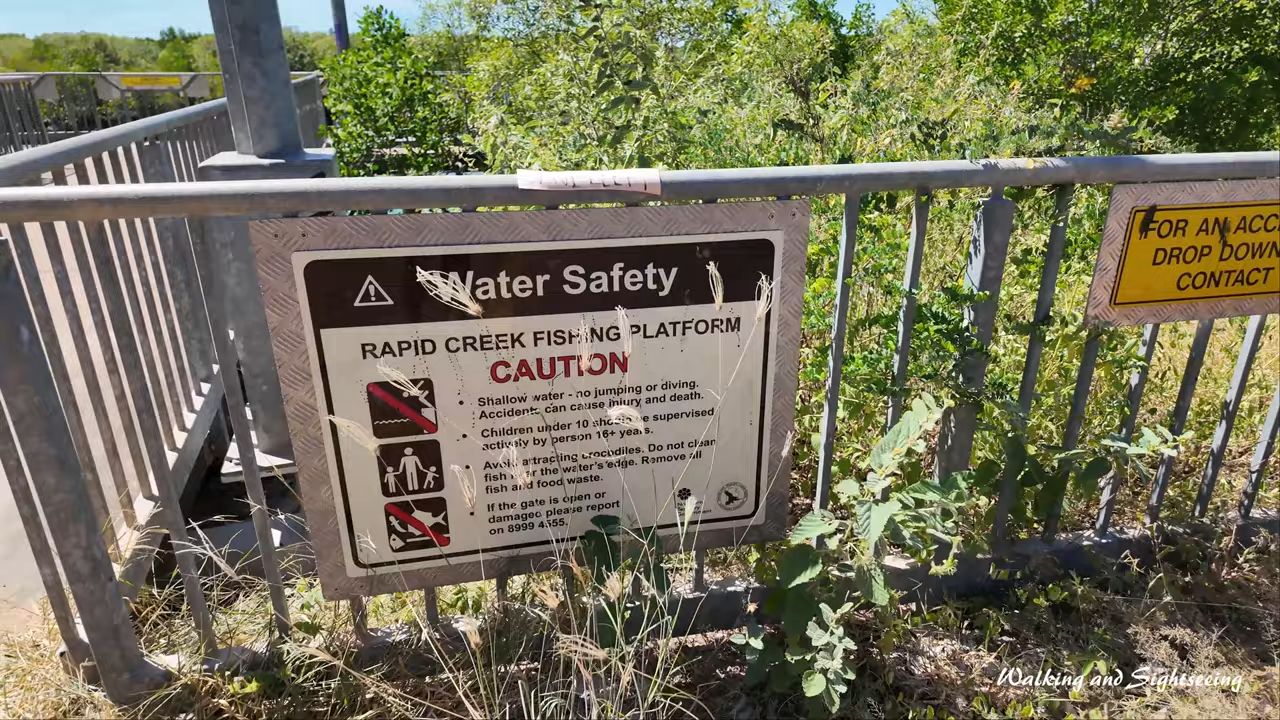 Water Safety
RAPID CREEK FISHING PLATFORM
CAUTION
• Shallow water - no jumping or diving.
Accidents can cause injury and death.
• Children under 10 should be supervised
actively by person 16+ years.
• Avoid attracting crocodiles. Do not clean
fish near the water's edge. Remove all
fish and food waste.
• If the gate is open or
damaged please report
on 8999 4555.
FOR AN ACC
DROP DOWN
CONTACT
Walking and Sightseeing